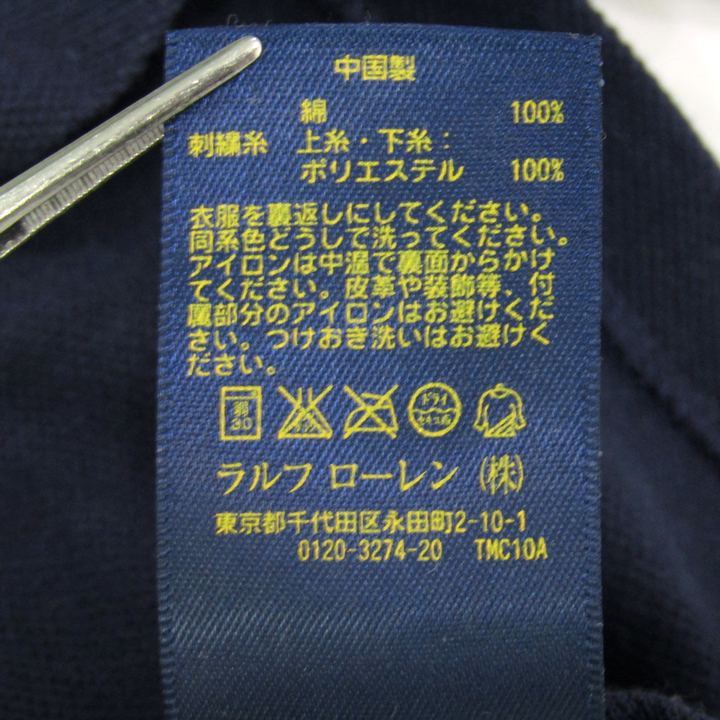 中国製
綿 100%
刺繍糸 上糸・下糸:
ポリエステル 100%
衣服を裏返しにしてください。
同系色どうしで洗ってください。
アイロンは中温で裏面からかけ
てください。皮革や装飾等、付
属部分のアイロンはお避けくだ
さい。つけおき洗いはお避けく
ださい。
弱 30 ドライ セキユ系
ラルフ ローレン (株)
東京都千代田区永田町2-10-1
0120-3274-20 TMC10A